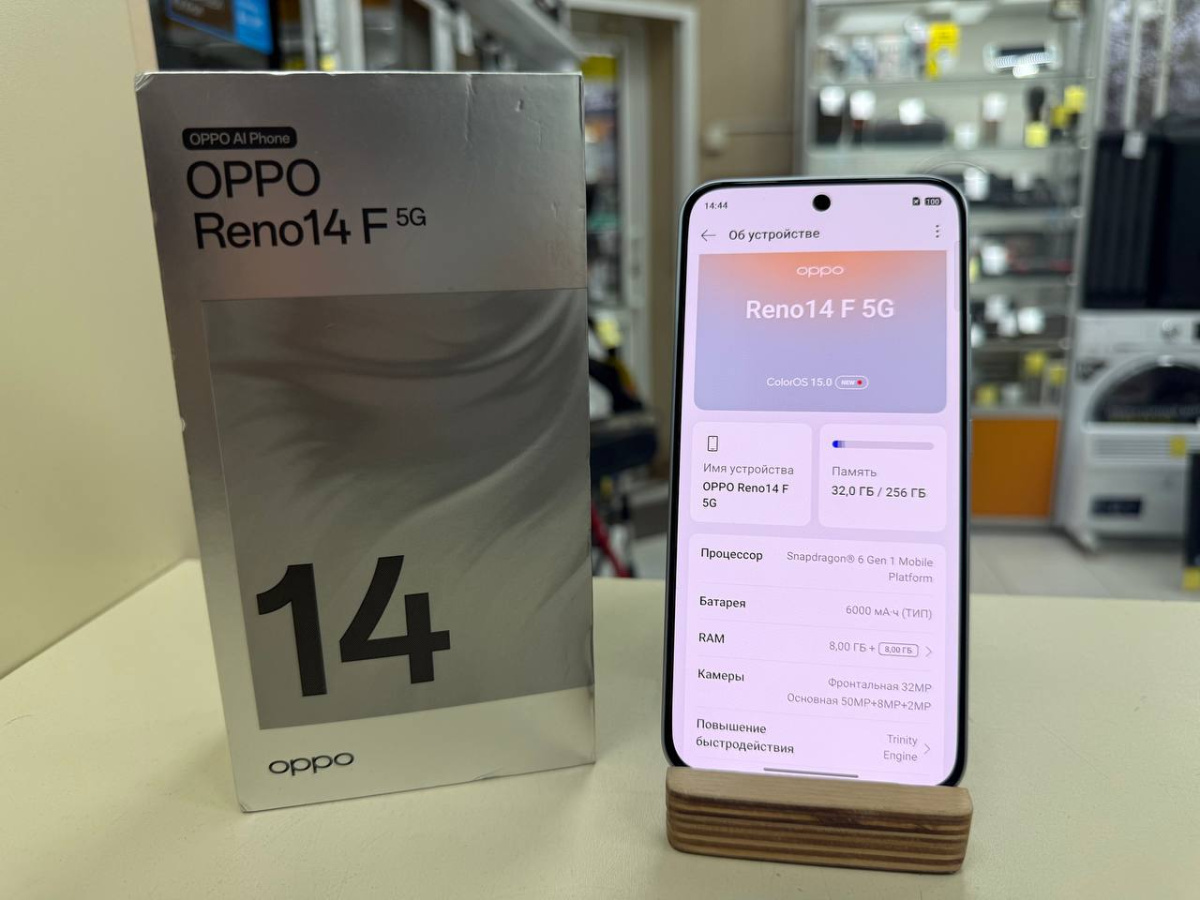 OPPO AI Phone
OPPO
Reno14 F 5G
14
oppo
14:44
100
Об устройстве
oppo
Reno14 F 5G
ColorOS 15.0 NEW
Имя устройства
OPPO Reno14 F
5G
Память
32,0 ГБ / 256 ГБ
Процессор
Snapdragon® 6 Gen 1 Mobile
Platform
Батарея
6000 мА·ч (ТИП)
RAM
8,00 ГБ + 8,00 ГБ
Камеры
Фронтальная 32MP
Основная 50MP+8MP+2MP
Повышение
быстродействия
Trinity
Engine